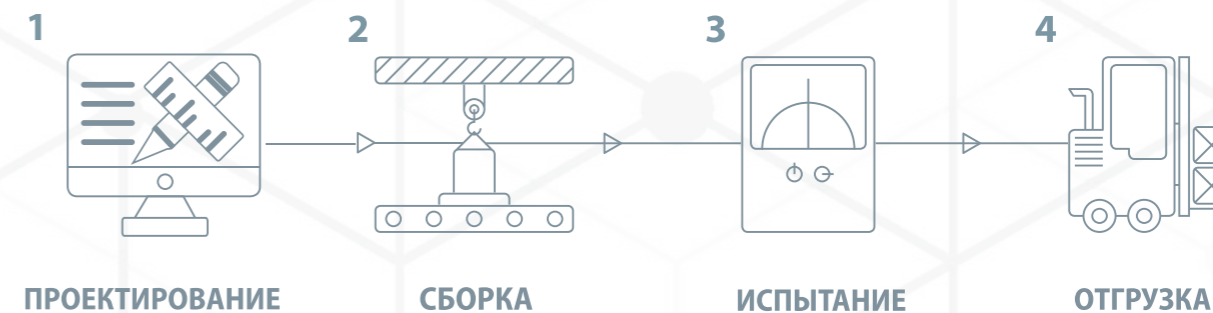 1
2
3
4
ПРОЕКТИРОВАНИЕ
СБОРКА
ИСПЫТАНИЕ
ОТГРУЗКА